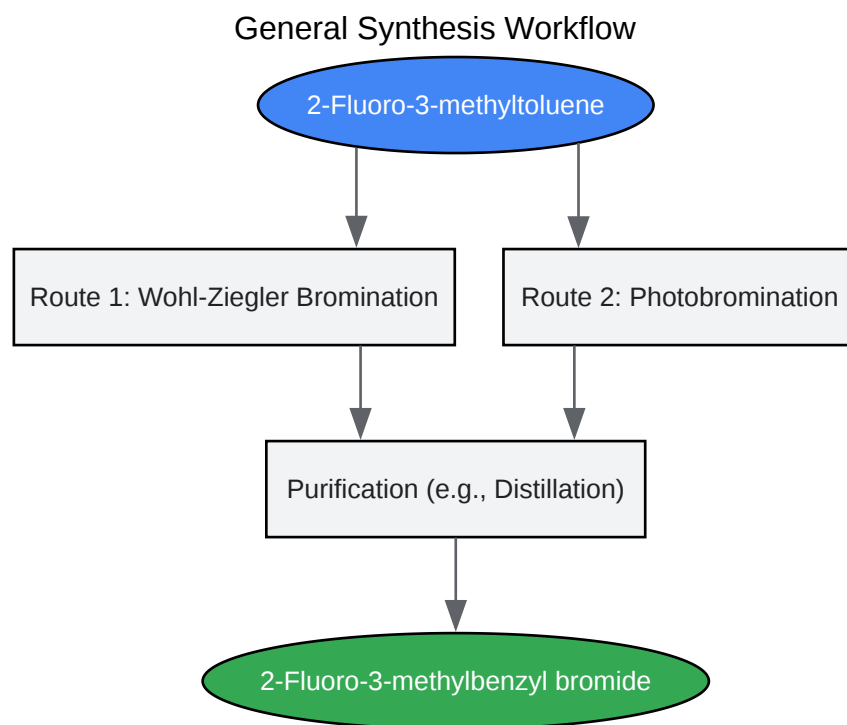 General Synthesis Workflow
2-Fluoro-3-methyltoluene
Route 1: Wohl-Ziegler Bromination
Route 2: Photobromination
Purification (e.g., Distillation)
2-Fluoro-3-methylbenzyl bromide